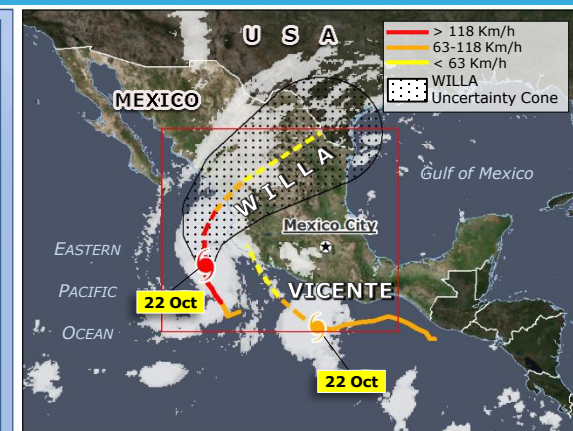 U S A
> 118 Km/h
63-118 Km/h
< 63 Km/h
WILLA
Uncertainty Cone
MEXICO
WILLA
Gulf of Mexico
Mexico City
EASTERN
PACIFIC
OCEAN
22 Oct
VICENTE
22 Oct